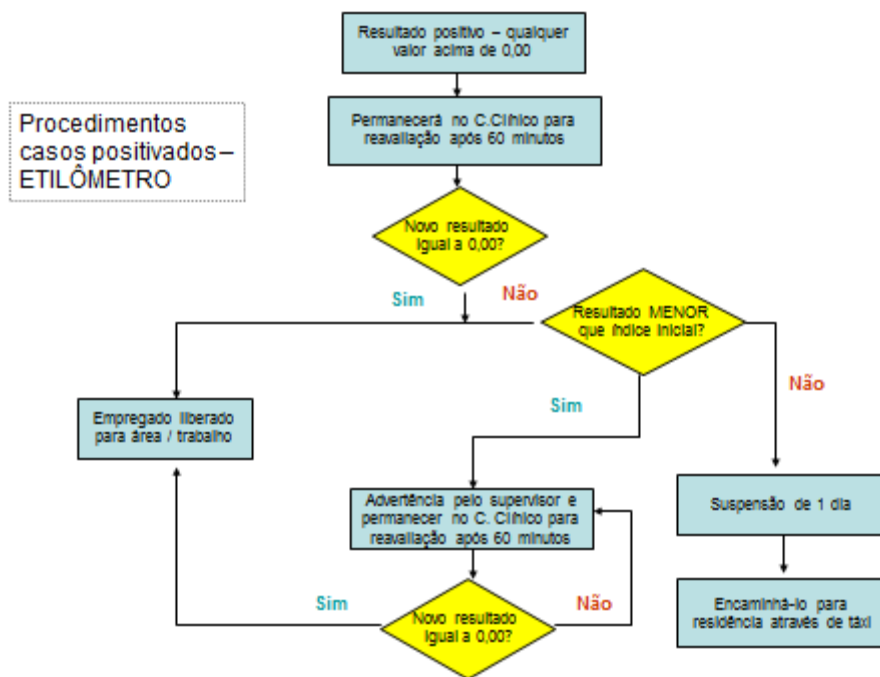 Resultado positivo – qualquer
valor acima de 0,00
Procedimentos
casos positivados –
ETILÔMETRO
Permanecerá no C.Clínico para
reavaliação após 60 minutos
Novo resultado
igual a 0,00?
Sim
Não
Resultado MENOR
que índice inicial?
Sim
Não
Empregado liberado
para área / trabalho
Advertência pelo supervisor e
permanecer no C. Clínico para
reavaliação após 60 minutos
Suspensão de 1 dia
Sim
Não
Novo resultado
igual a 0,00?
Encaminhá-lo para
residência através de táxi